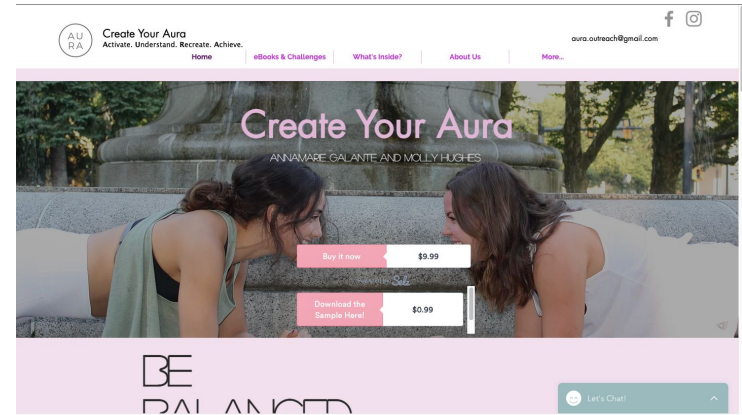 AU
RA
Create Your Aura
Activate. Understand. Recreate. Achieve.
aura.outreach@gmail.com
Home
eBooks & Challenges
What's Inside?
About Us
More...
Create Your Aura
ANNAMARIE GALANTE AND MOLLY HUGHES
Buy it now
$9.99
Download the
Sample Here!
$0.99
BE
BALANCED
Let's Chat!